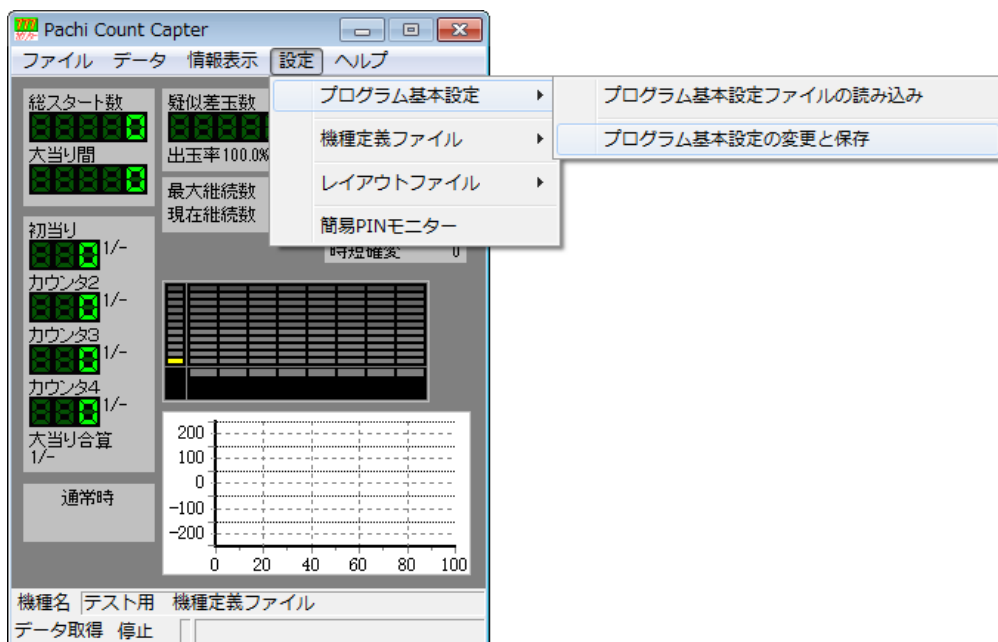 Pachi Count Capter
ファイル データ 情報表示 設定 ヘルプ
プログラム基本設定
機種定義ファイル
レイアウトファイル
簡易PINモニター
プログラム基本設定ファイルの読み込み
プログラム基本設定の変更と保存
総スタート数
0
大当り間
0
疑似差玉数
出玉率100.0%
最大継続数
現在継続数
時短確変 0
初当り
0 1/-
カウンタ2
0 1/-
カウンタ3
0 1/-
カウンタ4
0 1/-
大当り合算
1/-
通常時
200
100
0
-100
-200
0 20 40 60 80 100
機種名 テスト用 機種定義ファイル
データ取得 停止